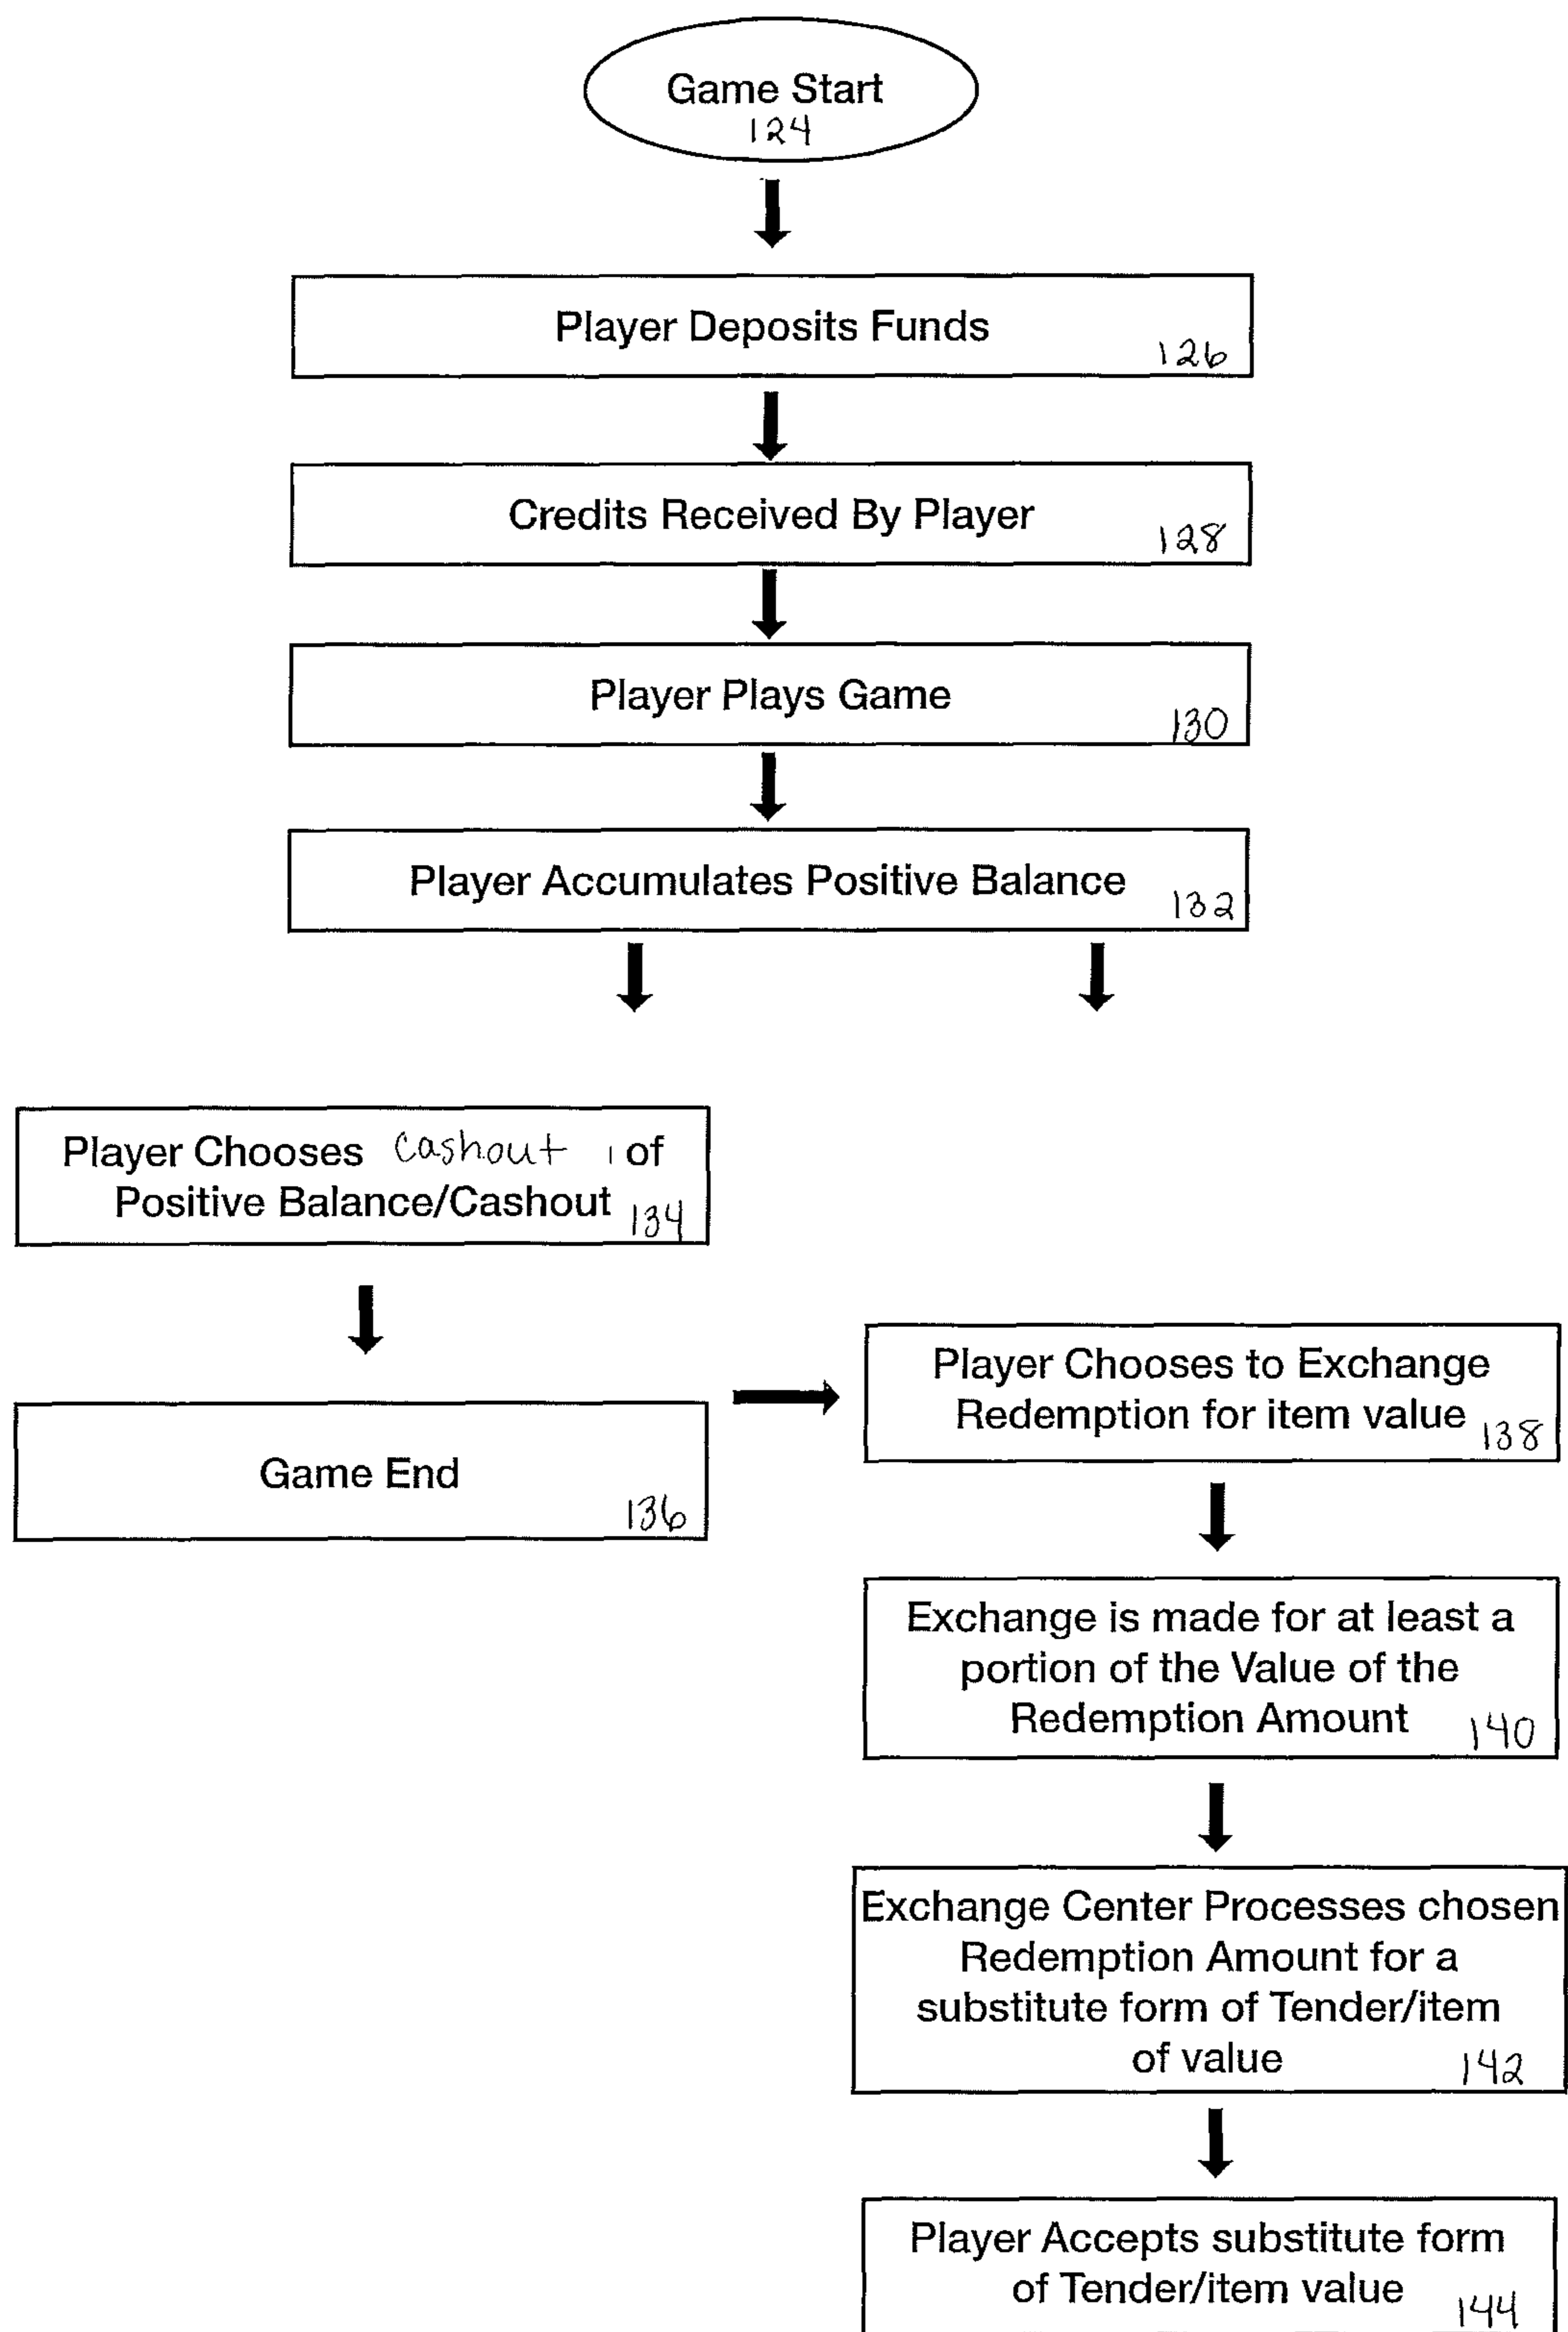 Game Start
124
Player Deposits Funds
126
Credits Received By Player
128
Player Plays Game
130
Player Accumulates Positive Balance
132
Player Chooses Cashout of
Positive Balance/Cashout 134
Game End
136
Player Chooses to Exchange
Redemption for item value 138
Exchange is made for at least a
portion of the Value of the
Redemption Amount 140
Exchange Center Processes chosen
Redemption Amount for a
substitute form of Tender/item
of value 142
Player Accepts substitute form
of Tender/item value 144